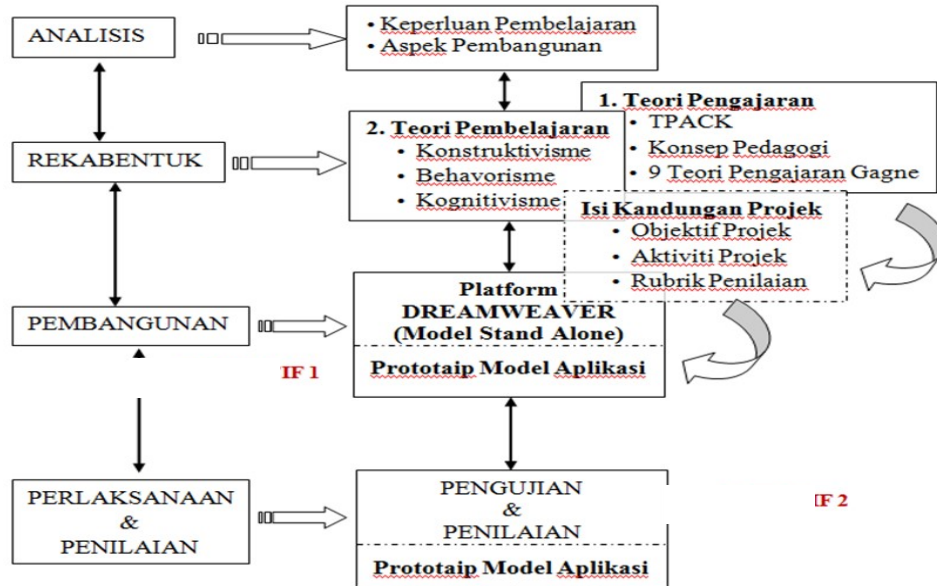 ANALISIS
• Keperluan Pembelajaran
• Aspek Pembangunan
1. Teori Pengajaran
• TPACK
• Konsep Pedagogi
• 9 Teori Pengajaran Gagne
REKABENTUK
2. Teori Pembelajaran
• Konstruktivisme
• Behavorisme
• Kognitivisme
Isi Kandungan Projek
• Objektif Projek
• Aktiviti Projek
• Rubrik Penilaian
PEMBANGUNAN
Platform
DREAMWEAVER
(Model Stand Alone)
Prototaip Model Aplikasi
IF 1
PERLAKSANAAN
&
PENILAIAN
PENGUJIAN
&
PENILAIAN
Prototaip Model Aplikasi
IF 2